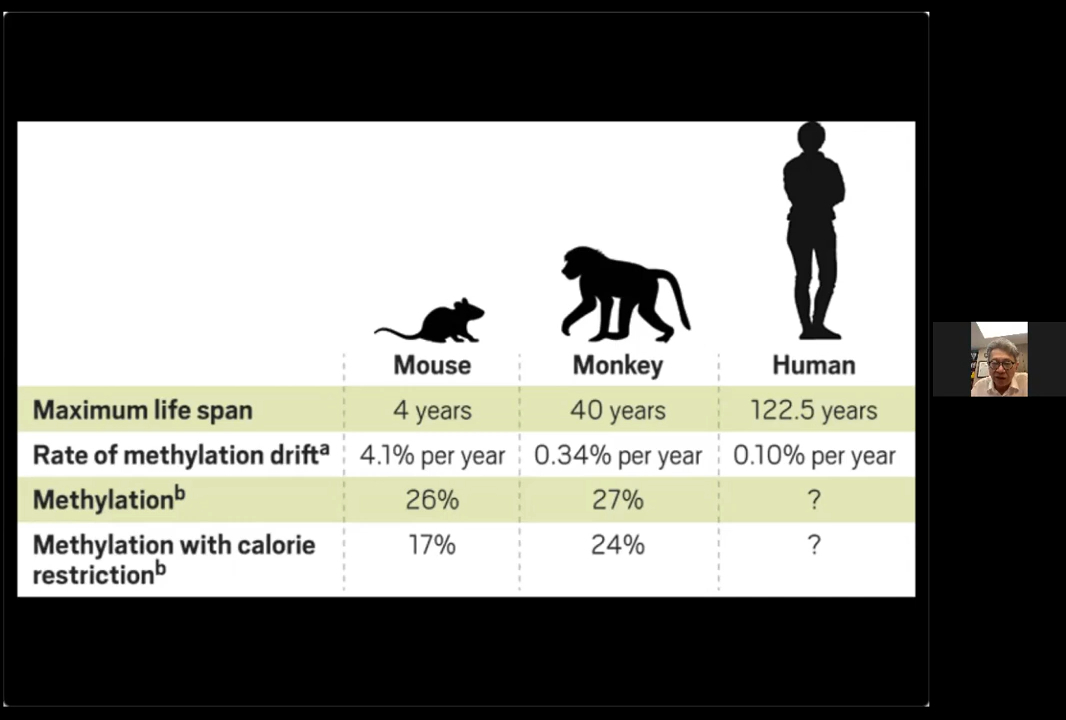 Mouse Monkey Human
Maximum life span 4 years 40 years 122.5 years
Rate of methylation driftᵃ 4.1% per year 0.34% per year 0.10% per year
Methylationᵇ 26% 27% ?
Methylation with calorie 17% 24% ?
restrictionᵇ